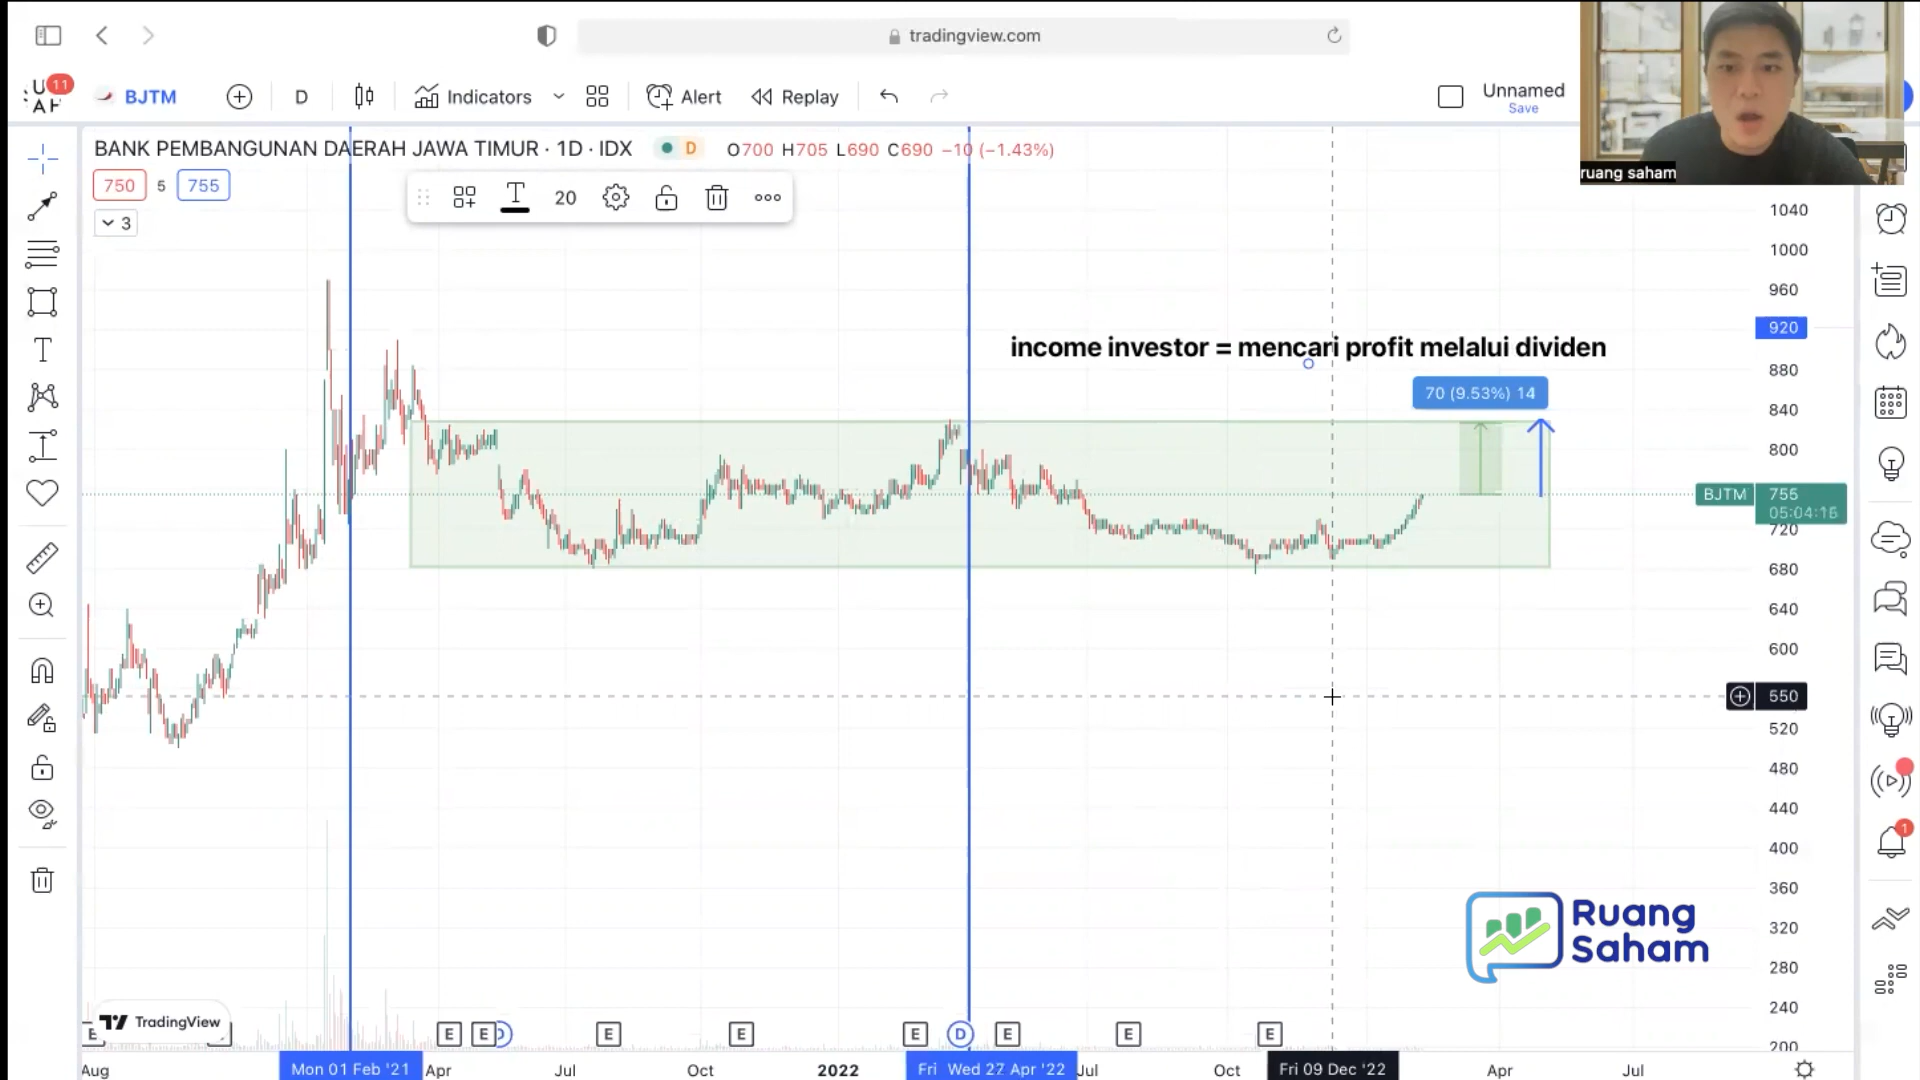 tradingview.com
11
BJTM
D
Indicators
Alert
Replay
Unnamed
Save
ruang saham
BANK PEMBANGUNAN DAERAH JAWA TIMUR · 1D · IDX
D
O700 H705 L690 C690 −10 (−1.43%)
750
5
755
3
T
20
1040
1000
960
920
880
840
800
BJTM
755
05:04:16
720
680
640
600
550
520
480
440
400
360
320
280
240
200
income investor = mencari profit melalui dividen
70 (9.53%) 14
Ruang
Saham
1
TradingView
E
E
E
D
E
E
E
D
E
E
E
Aug
Mon 01 Feb '21
Apr
Jul
Oct
2022
Fri
Wed 27 Apr '22
Jul
Oct
Fri 09 Dec '22
Apr
Jul